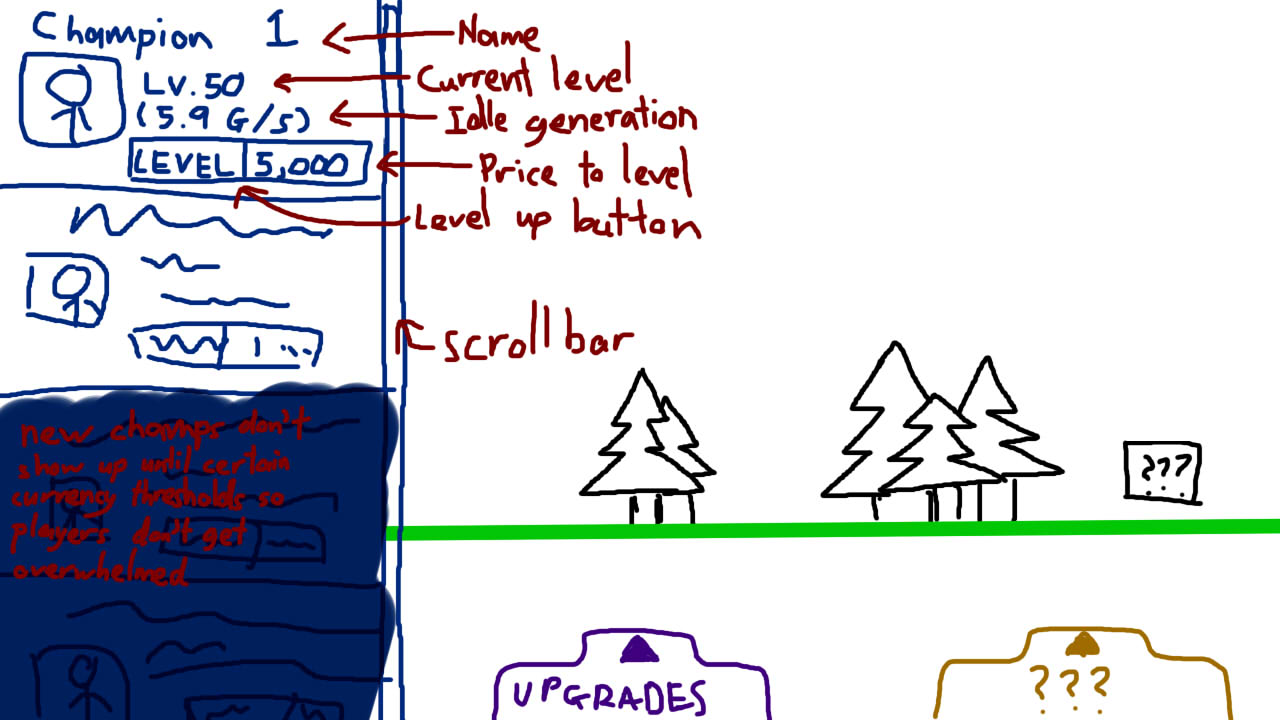 Champion 1
Name
LV.50
Current level
(5.9 G/s)
Idle generation
LEVEL 5,000
Price to level
Level up button
scroll bar
new champs don't
show up until certain
currency thresholds so
players don't get
overwhelmed
???
UPGRADES
???